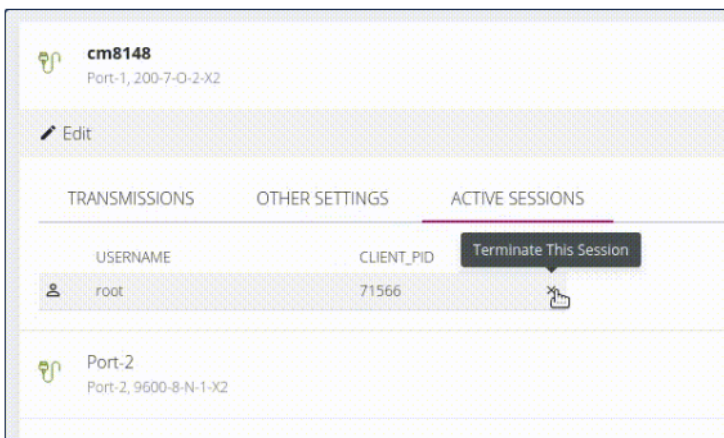 cm8148
Port-1, 200-7-O-2-X2
Edit
TRANSMISSIONS OTHER SETTINGS ACTIVE SESSIONS
Terminate This Session
USERNAME CLIENT_PID
root 71566
Port-2
Port-2, 9600-8-N-1-X2